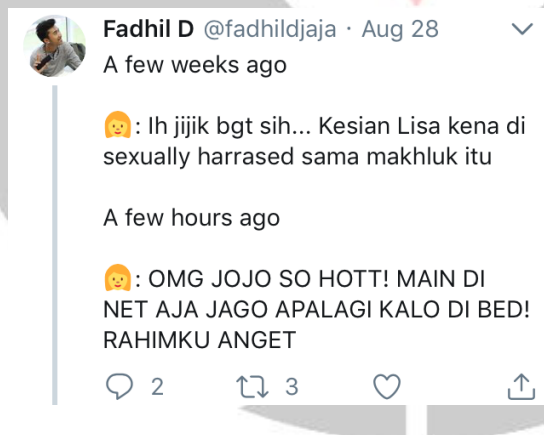 Fadhil D @fadhildjaja · Aug 28
A few weeks ago
👩: Ih jijik bgt sih... Kesian Lisa kena di
sexually harrased sama makhluk itu
A few hours ago
👩: OMG JOJO SO HOTT! MAIN DI
NET AJA JAGO APALAGI KALO DI BED!
RAHIMKU ANGET
2 3